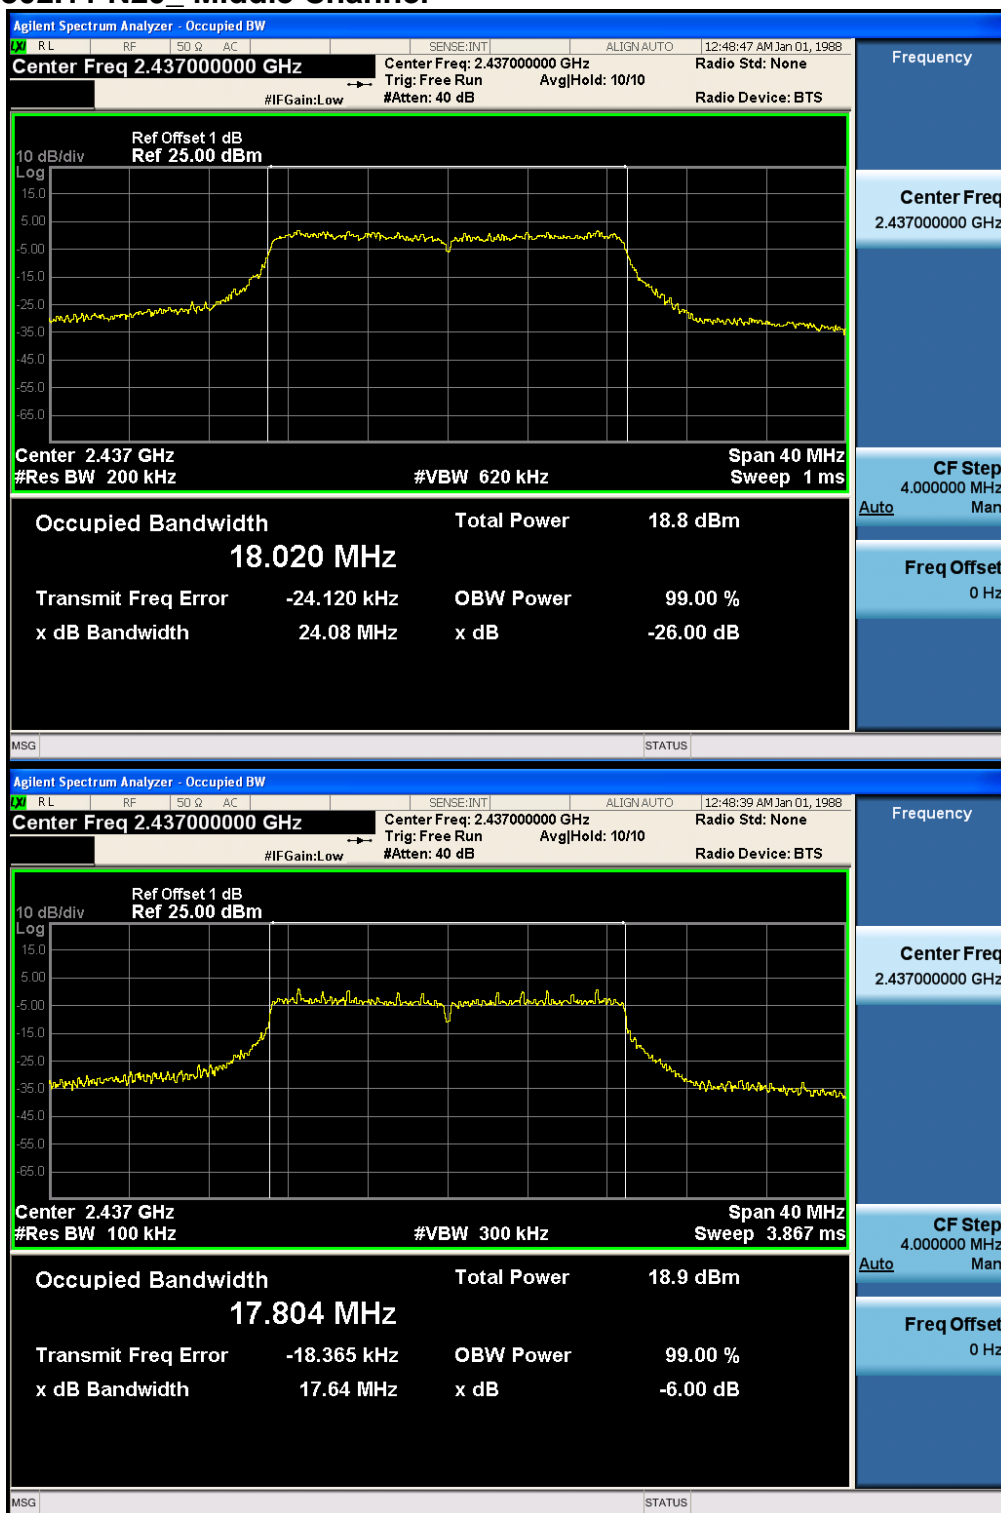 802.11 N20_ Middle Channel
Agilent Spectrum Analyzer - Occupied BW
LXI RL RF 50 Ω AC SENSE:INT ALIGN AUTO 12:48:47 AM Jan 01, 1988
Center Freq 2.437000000 GHz Center Freq: 2.437000000 GHz Radio Std: None Frequency
Trig: Free Run Avg|Hold: 10/10
#IFGain:Low #Atten: 40 dB Radio Device: BTS
Ref Offset 1 dB
10 dB/div Ref 25.00 dBm
Log
15.0
5.00
-5.00
-15.0
-25.0
-35.0
-45.0
-55.0
-65.0
Center Freq
2.437000000 GHz
Center 2.437 GHz Span 40 MHz
#Res BW 200 kHz #VBW 620 kHz Sweep 1 ms
CF Step
4.000000 MHz
Auto Man
Occupied Bandwidth Total Power 18.8 dBm
18.020 MHz
Freq Offset
0 Hz
Transmit Freq Error -24.120 kHz OBW Power 99.00 %
x dB Bandwidth 24.08 MHz x dB -26.00 dB
MSG STATUS
Agilent Spectrum Analyzer - Occupied BW
LXI RL RF 50 Ω AC SENSE:INT ALIGN AUTO 12:48:39 AM Jan 01, 1988
Center Freq 2.437000000 GHz Center Freq: 2.437000000 GHz Radio Std: None Frequency
Trig: Free Run Avg|Hold: 10/10
#IFGain:Low #Atten: 40 dB Radio Device: BTS
Ref Offset 1 dB
10 dB/div Ref 25.00 dBm
Log
15.0
5.00
-5.00
-15.0
-25.0
-35.0
-45.0
-55.0
-65.0
Center Freq
2.437000000 GHz
Center 2.437 GHz Span 40 MHz
#Res BW 100 kHz #VBW 300 kHz Sweep 3.867 ms
CF Step
4.000000 MHz
Auto Man
Occupied Bandwidth Total Power 18.9 dBm
17.804 MHz
Freq Offset
0 Hz
Transmit Freq Error -18.365 kHz OBW Power 99.00 %
x dB Bandwidth 17.64 MHz x dB -6.00 dB
MSG STATUS